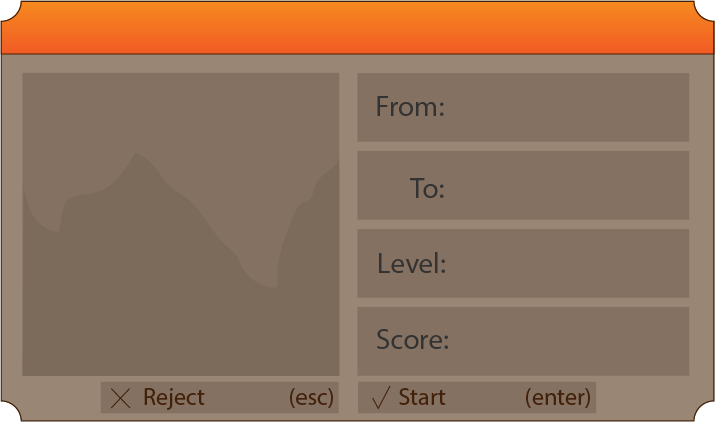 From:
To:
Level:
Score:
Reject (esc)
Start (enter)